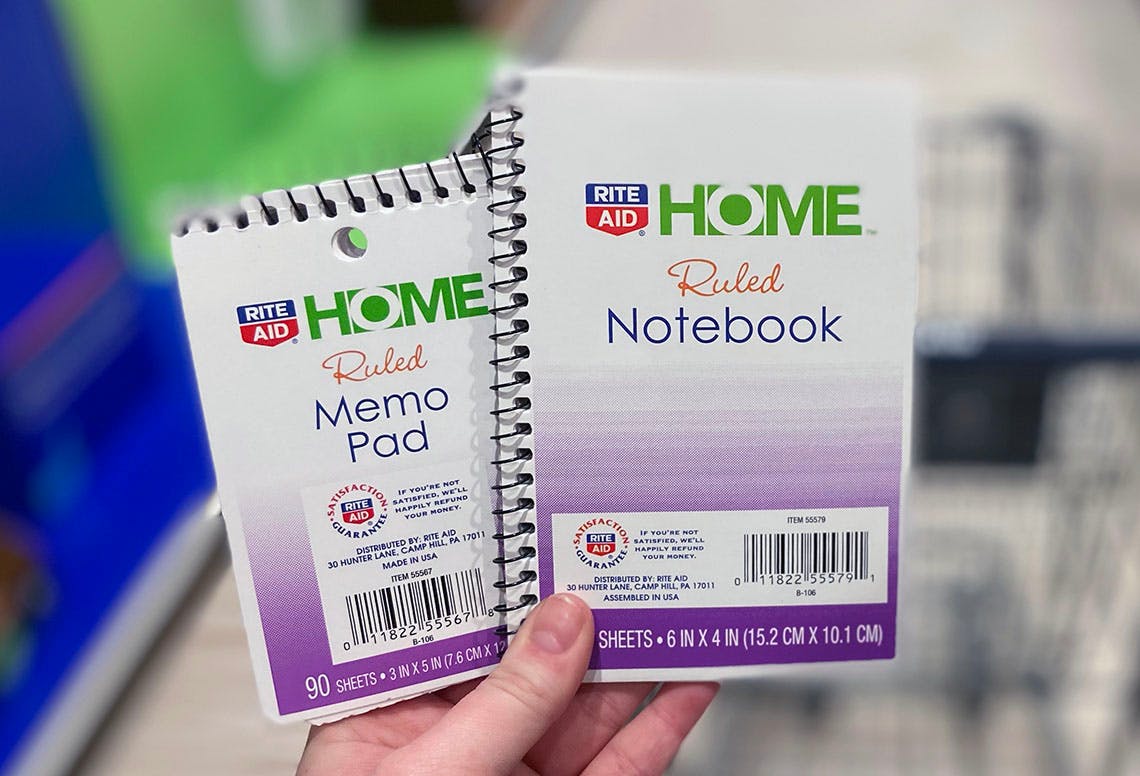 RITE
AID
®
HOME
Ruled
Memo
Pad
SATISFACTION
RITE
AID
GUARANTEE
IF YOU'RE NOT
SATISFIED, WE'LL
HAPPILY REFUND
YOUR MONEY.
DISTRIBUTED BY: RITE AID
30 HUNTER LANE, CAMP HILL, PA 17011
MADE IN USA
ITEM 55567
0 11822 55567 8
B-106
90 SHEETS • 3 IN X 5 IN (7.6 CM X 12
RITE
AID
®
HOME™
Ruled
Notebook
SATISFACTION
RITE
AID
GUARANTEE
IF YOU'RE NOT
SATISFIED, WE'LL
HAPPILY REFUND
YOUR MONEY.
DISTRIBUTED BY: RITE AID
30 HUNTER LANE, CAMP HILL, PA 17011
ASSEMBLED IN USA
ITEM 55579
0 11822 55579 1
B-106
SHEETS • 6 IN X 4 IN (15.2 CM X 10.1 CM)